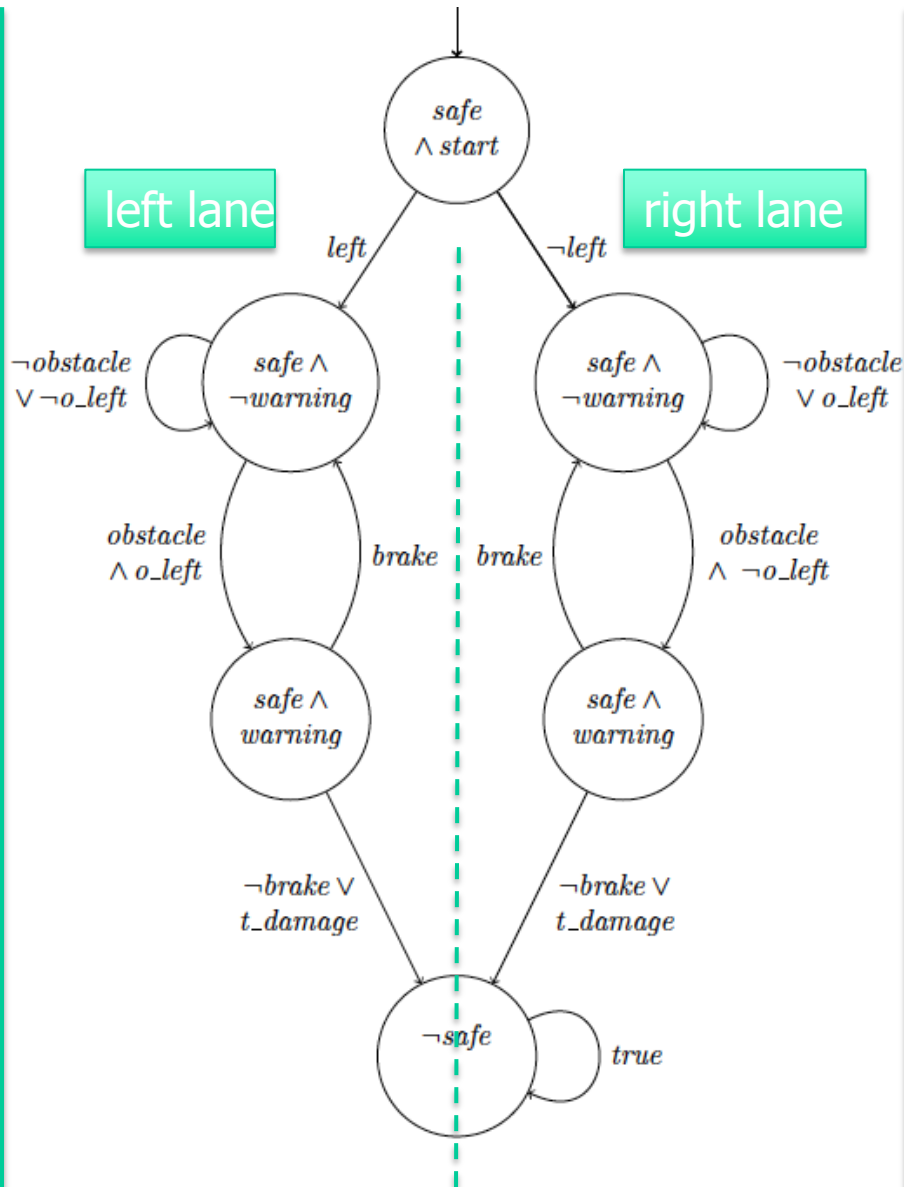 safe
∧ start
left lane
right lane
left
¬left
¬obstacle
∨ ¬o_left
safe ∧
¬warning
safe ∧
¬warning
¬obstacle
∨ o_left
obstacle
∧ o_left
brake
brake
obstacle
∧ ¬o_left
safe ∧
warning
safe ∧
warning
¬brake ∨
t_damage
¬brake ∨
t_damage
¬safe
true